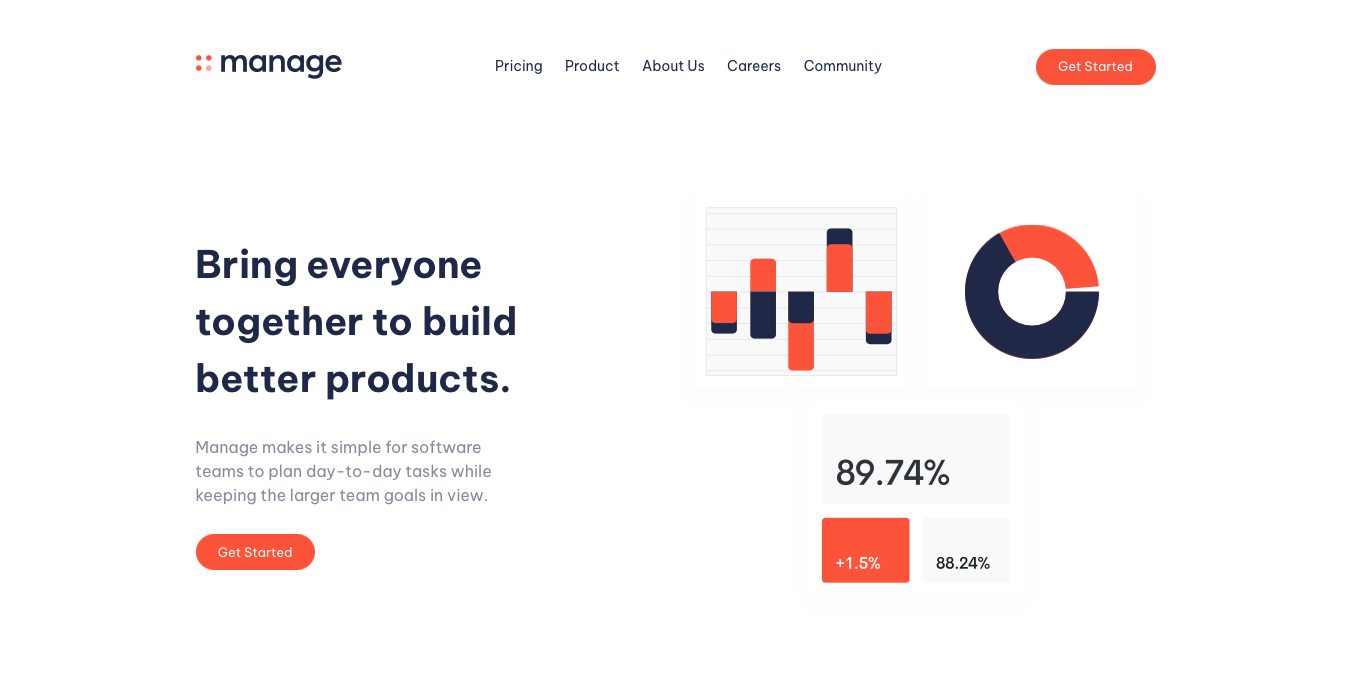 manage
Pricing Product About Us Careers Community
Get Started
Bring everyone
together to build
better products.
Manage makes it simple for software
teams to plan day-to-day tasks while
keeping the larger team goals in view.
Get Started
89.74%
+1.5%
88.24%